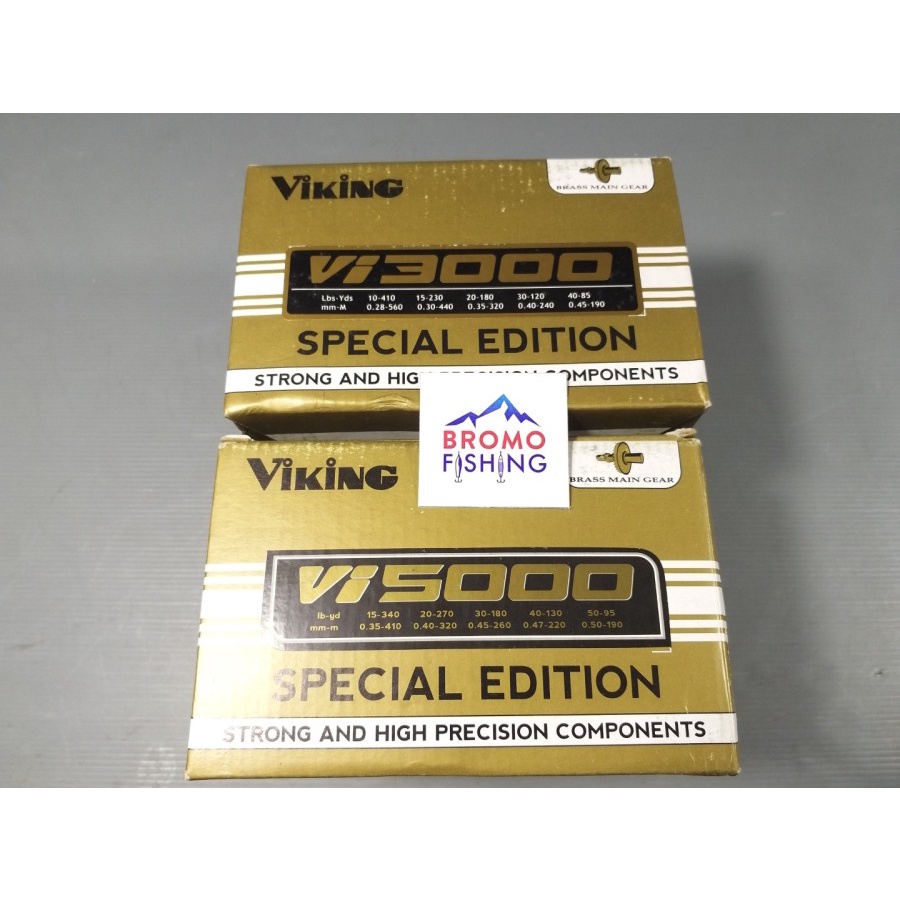 VIKING
BRASS MAIN GEAR
Vi3000
Lbs-Yds 10-410 15-230 20-180 30-120 40-85
mm-M 0.28-560 0.30-440 0.35-320 0.40-240 0.45-190
SPECIAL EDITION
STRONG AND HIGH PRECISION COMPONENTS
BROMO
FISHING
VIKING
BRASS MAIN GEAR
Vi5000
lb-yd 15-340 20-270 30-180 40-130 50-95
mm-m 0.35-410 0.40-320 0.45-260 0.47-220 0.50-190
SPECIAL EDITION
STRONG AND HIGH PRECISION COMPONENTS